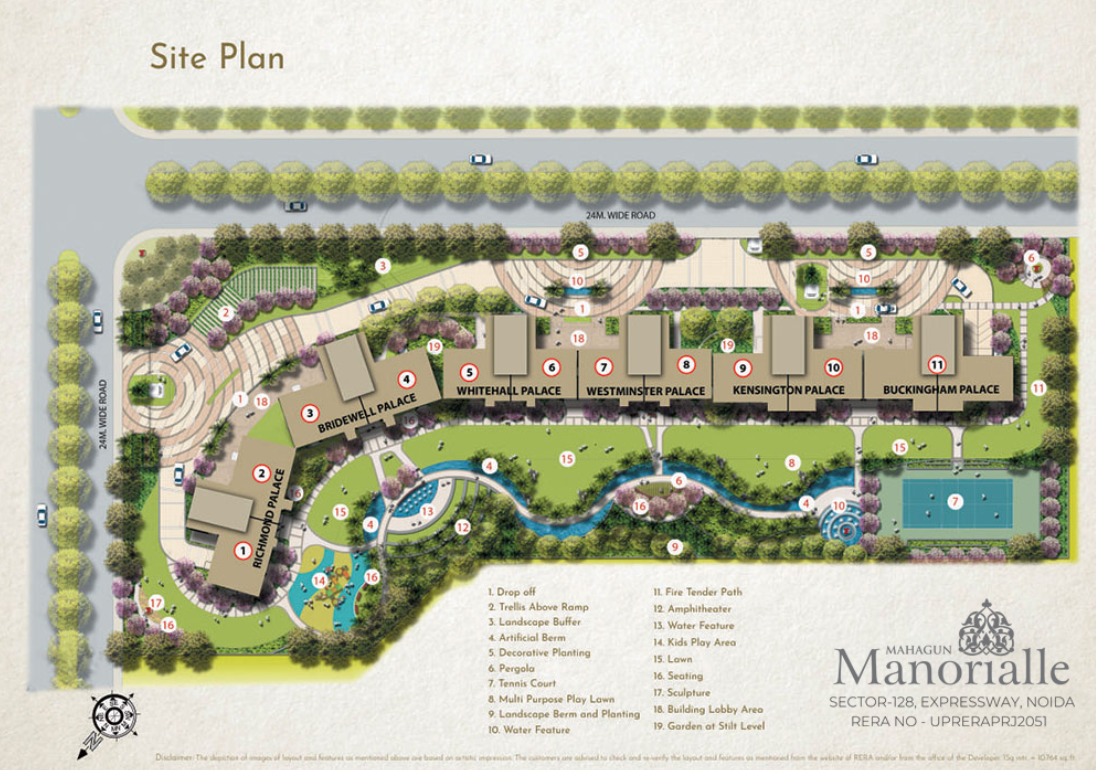 Site Plan
24M. WIDE ROAD
5
5
6
3
10
10
2
1
1
18
18
19
19
24M. WIDE ROAD
4
5
6
7
8
9
10
11
WHITEHALL PALACE
WESTMINSTER PALACE
KENSINGTON PALACE
BUCKINGHAM PALACE
11
1
18
3
BRIDEWELL PALACE
2
RICHMOND PALACE
1
6
15
4
15
8
15
6
4
13
16
4
10
7
15
4
12
9
14
16
17
16
1. Drop off
2. Trellis Above Ramp
3. Landscape Buffer
4. Artificial Berm
5. Decorative Planting
6. Pergola
7. Tennis Court
8. Multi Purpose Play Lawn
9. Landscape Berm and Planting
10. Water Feature
11. Fire Tender Path
12. Amphitheater
13. Water Feature
14. Kids Play Area
15. Lawn
16. Seating
17. Sculpture
18. Building Lobby Area
19. Garden at Stilt Level
MAHAGUN
Manorialle
SECTOR-128, EXPRESSWAY, NOIDA
RERA NO - UPRERAPRJ2051
N
Disclaimer: The depiction of images of layout and features as mentioned above are based on artistic impression. The customers are advised to check and re-verify the layout and features as mentioned from the website of RERA and/or from the office of the Developer. 1Sq. mtr. = 10.764 sq. ft.